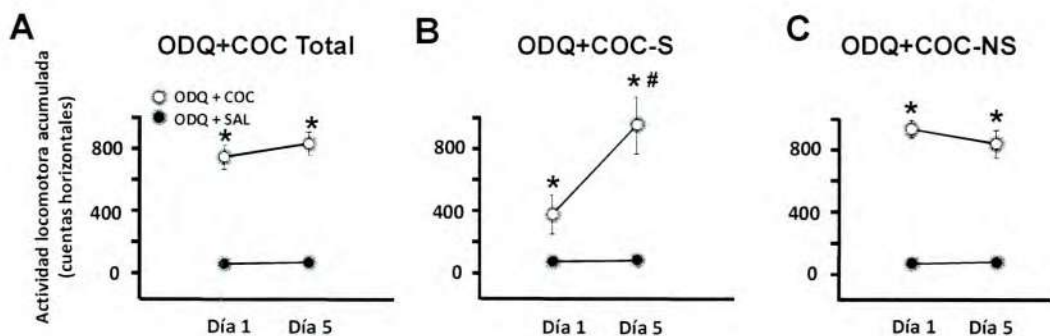 A
ODQ+COC Total
Actividad locomotora acumulada
(cuentas horizontales)
ODQ + COC
ODQ + SAL
* *
800
400
0
Día 1 Día 5
B
ODQ+COC-S
* * #
800
400
0
Día 1 Día 5
C
ODQ+COC-NS
* *
800
400
0
Día 1 Día 5